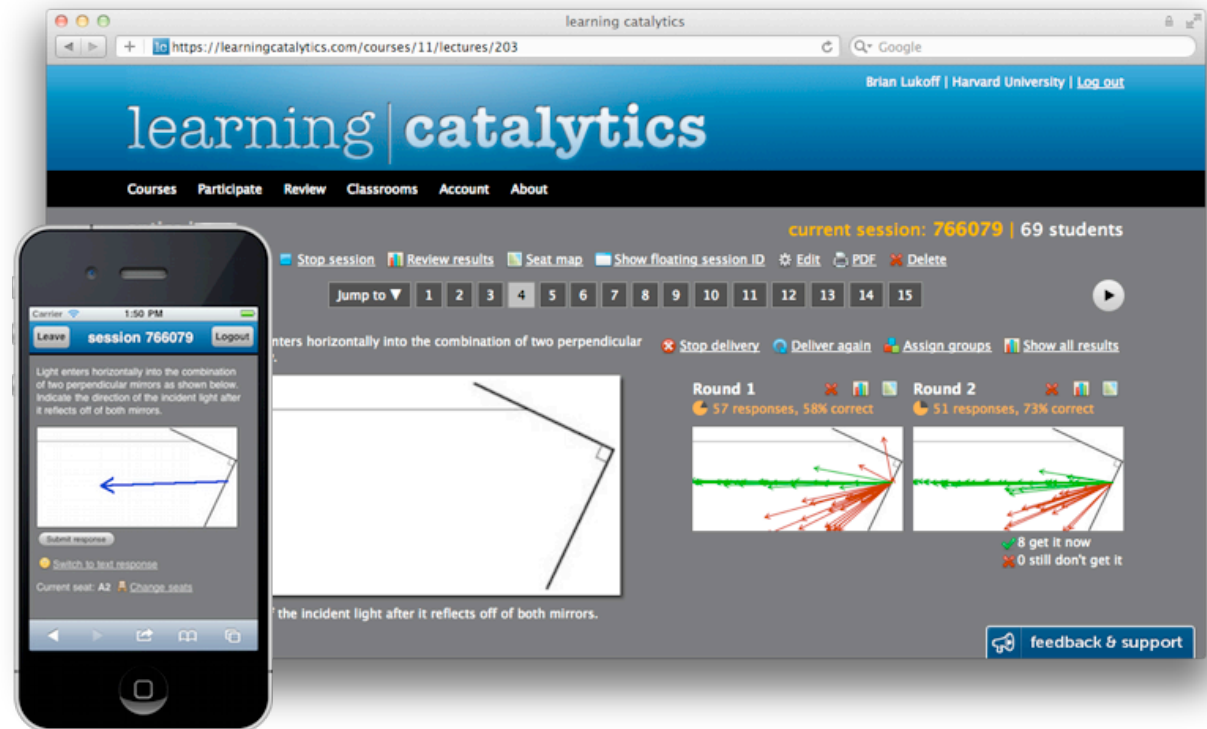 learning catalytics
https://learningcatalytics.com/courses/11/lectures/203
Google
Brian Lukoff | Harvard University | Log out
learning | catalytics
Courses Participate Review Classrooms Account About
current session: 766079 | 69 students
Stop session Review results Seat map Show floating session ID Edit PDF Delete
Jump to ▼ 1 2 3 4 5 6 7 8 9 10 11 12 13 14 15
nters horizontally into the combination of two perpendicular
Stop delivery Deliver again Assign groups Show all results
Round 1
57 responses, 58% correct
Round 2
51 responses, 73% correct
8 get it now
0 still don't get it
the incident light after it reflects off of both mirrors.
feedback & support
Carrier 1:50 PM
Leave session 766079 Logout
Light enters horizontally into the combination
of two perpendicular mirrors as shown below.
Indicate the direction of the incident light after
it reflects off of both mirrors.
Submit response
Switch to text response
Current seat: A2 Change seats